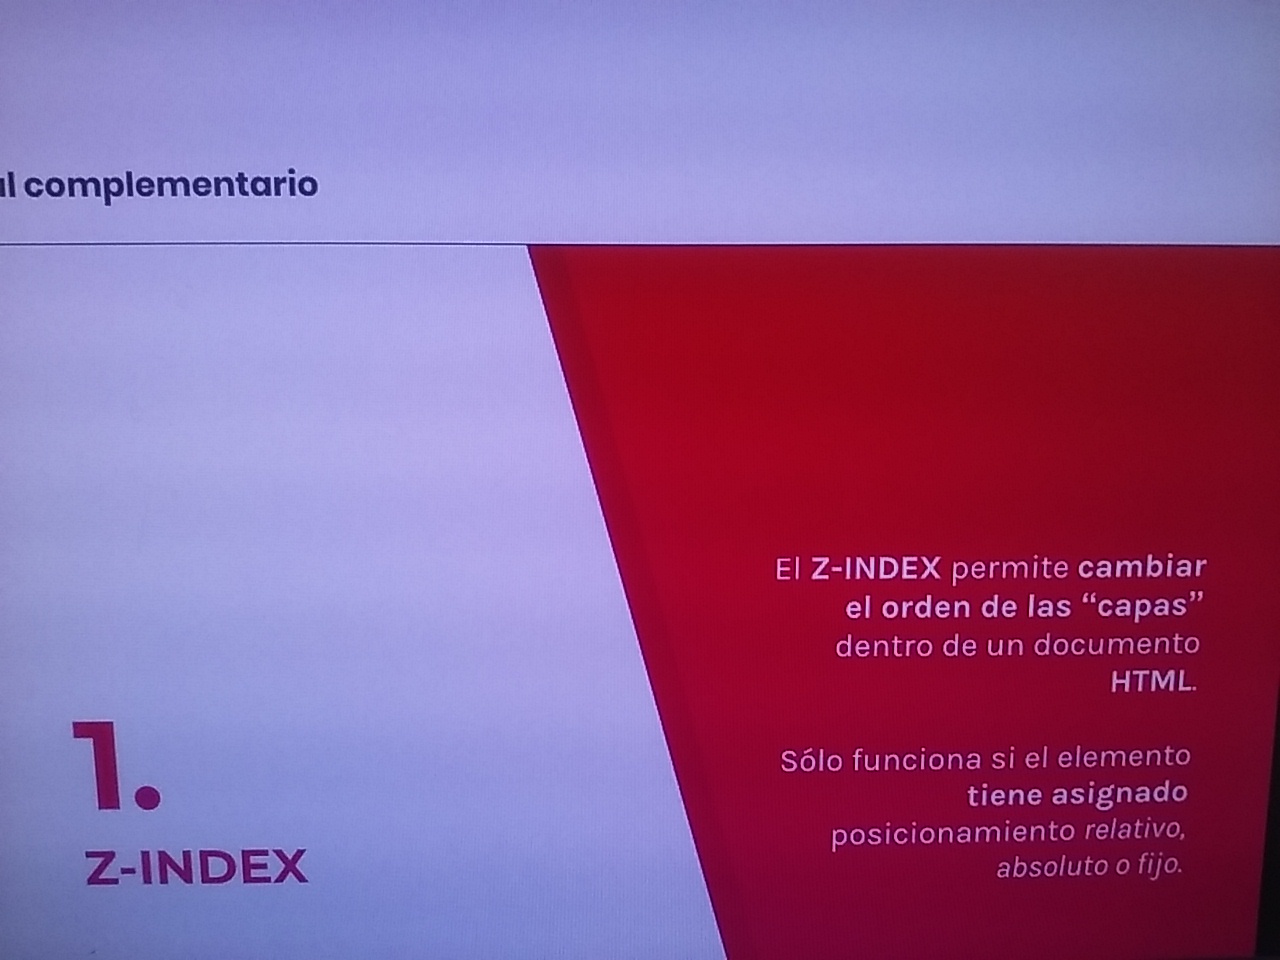 complementario
1.
Z-INDEX
El Z-INDEX permite cambiar
el orden de las “capas”
dentro de un documento
HTML.
Sólo funciona si el elemento
tiene asignado
posicionamiento relativo,
absoluto o fijo.